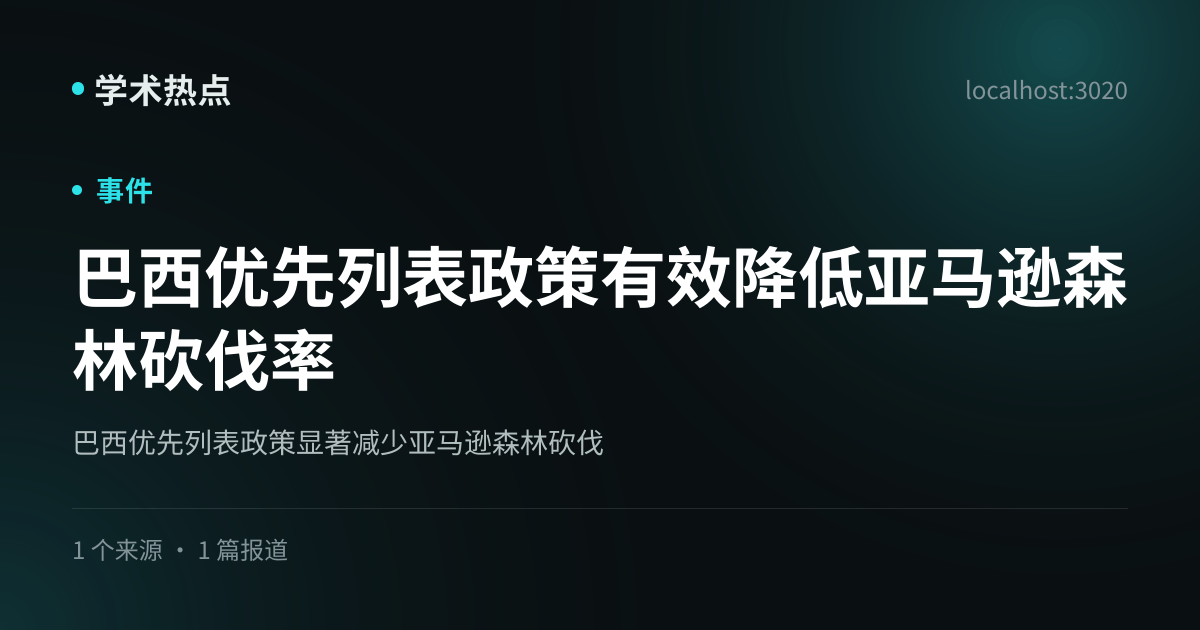 学术热点
localhost:3020
事件
巴西优先列表政策有效降低亚马逊森
林砍伐率
巴西优先列表政策显著减少亚马逊森林砍伐
1 个来源 · 1 篇报道